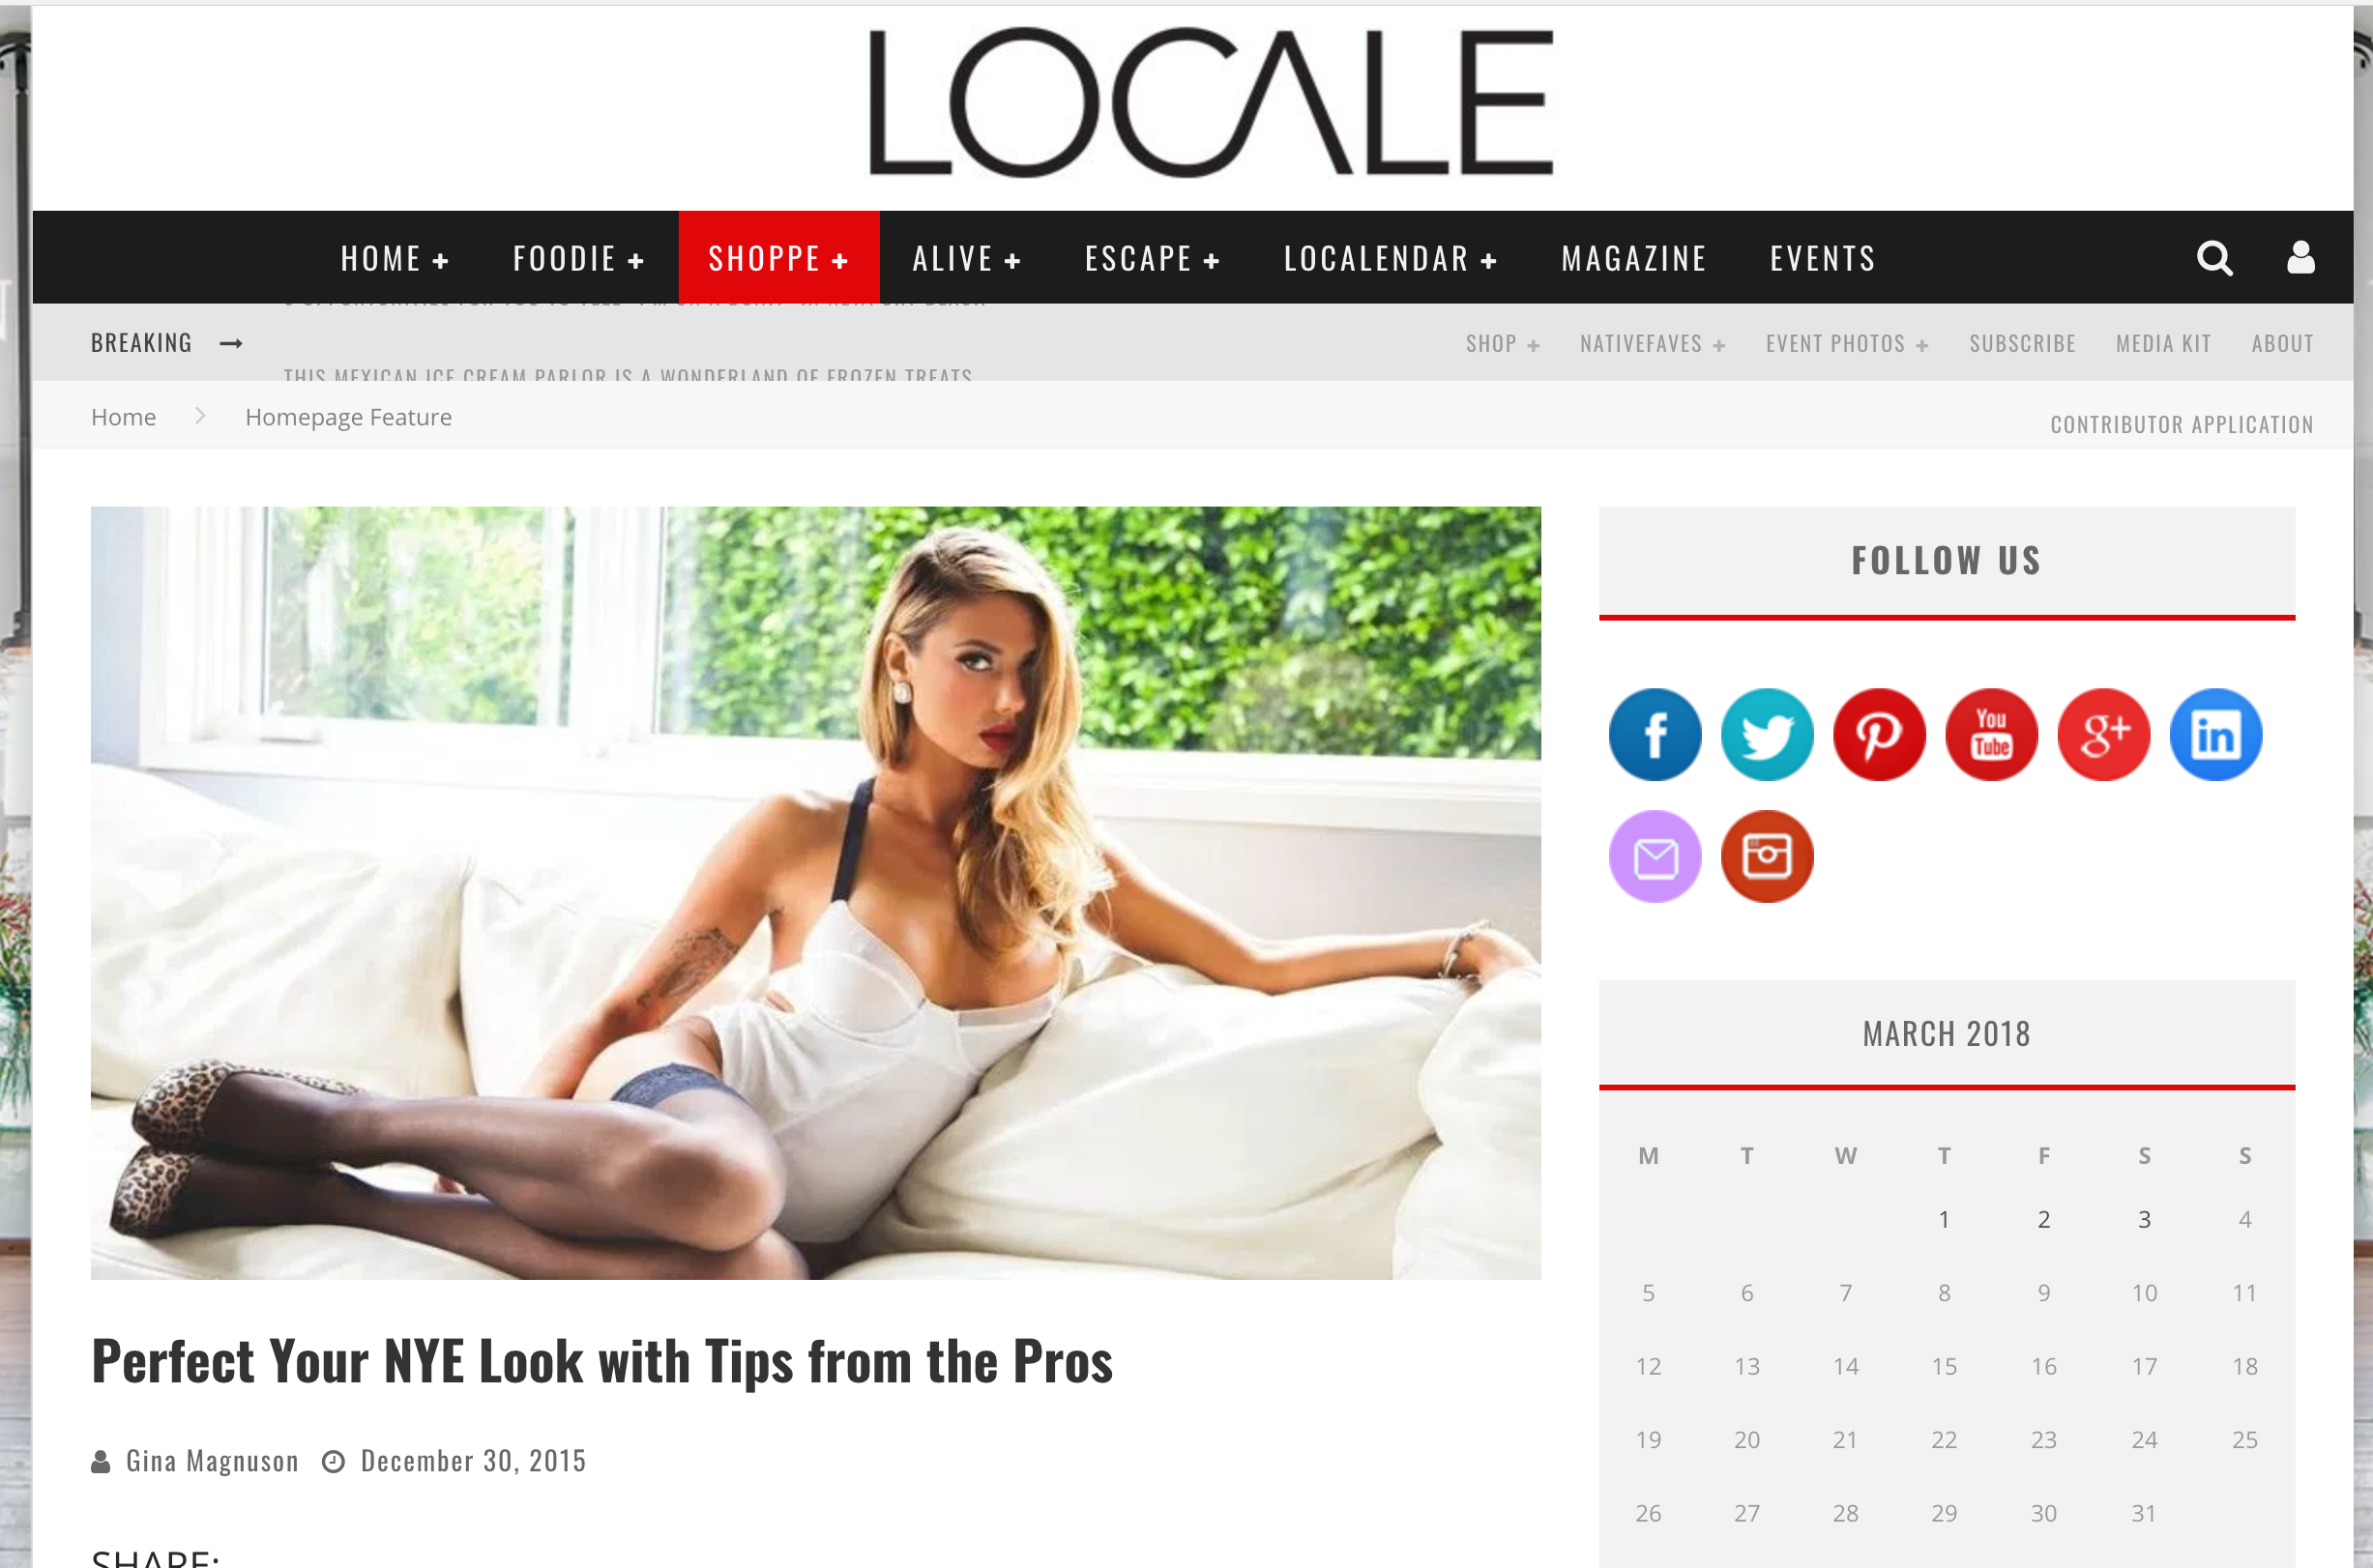 LOCALE
HOME + FOODIE + SHOPPE + ALIVE + ESCAPE + LOCALENDAR + MAGAZINE EVENTS
BREAKING → THIS MEXICAN ICE CREAM PARLOR IS A WONDERLAND OF FROZEN TREATS
SHOP + NATIVEFAVES + EVENT PHOTOS + SUBSCRIBE MEDIA KIT ABOUT
Home > Homepage Feature
CONTRIBUTOR APPLICATION
FOLLOW US
f
You Tube
g+ in
MARCH 2018
M T W T F S S
1 2 3 4
5 6 7 8 9 10 11
12 13 14 15 16 17 18
19 20 21 22 23 24 25
26 27 28 29 30 31
Perfect Your NYE Look with Tips from the Pros
Gina Magnuson December 30, 2015
SHARE: